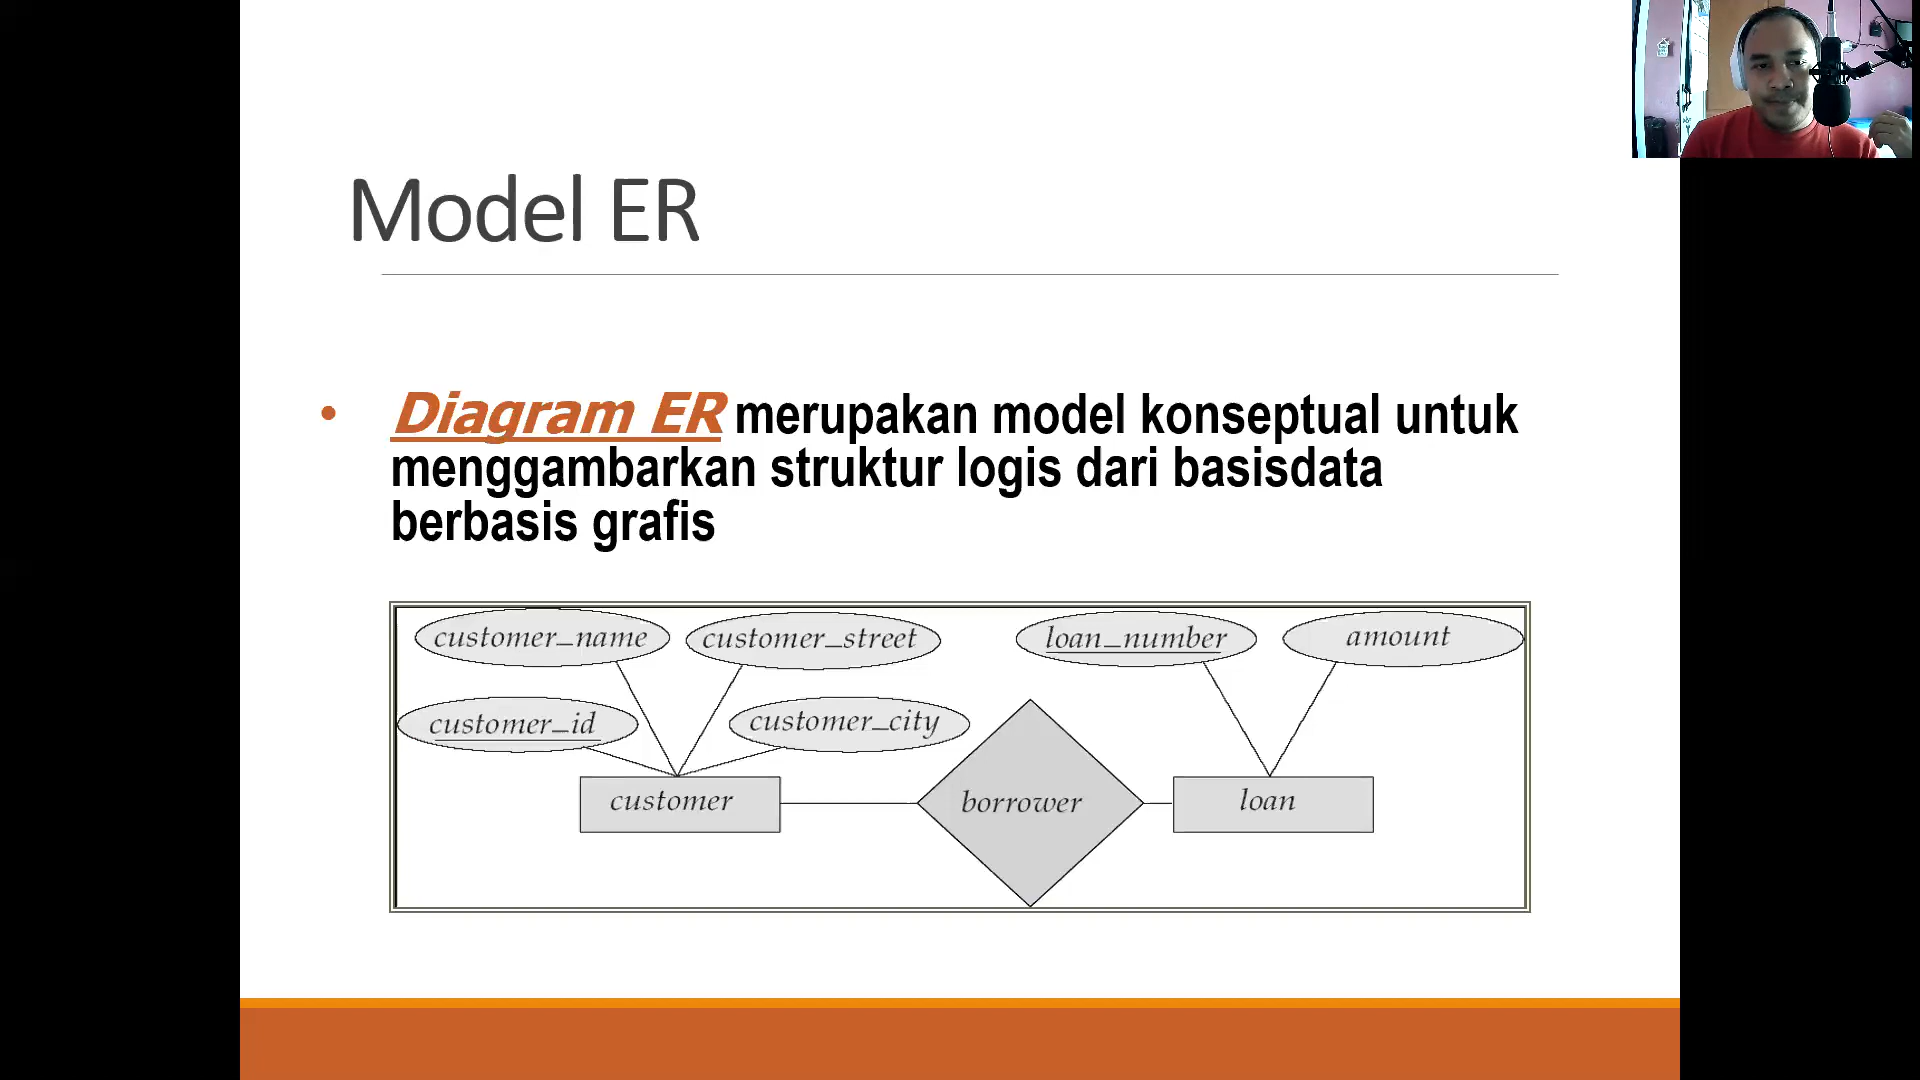 Model ER
• Diagram ER merupakan model konseptual untuk
menggambarkan struktur logis dari basisdata
berbasis grafis
customer_name customer_street loan_number amount
customer_id customer_city
customer borrower loan